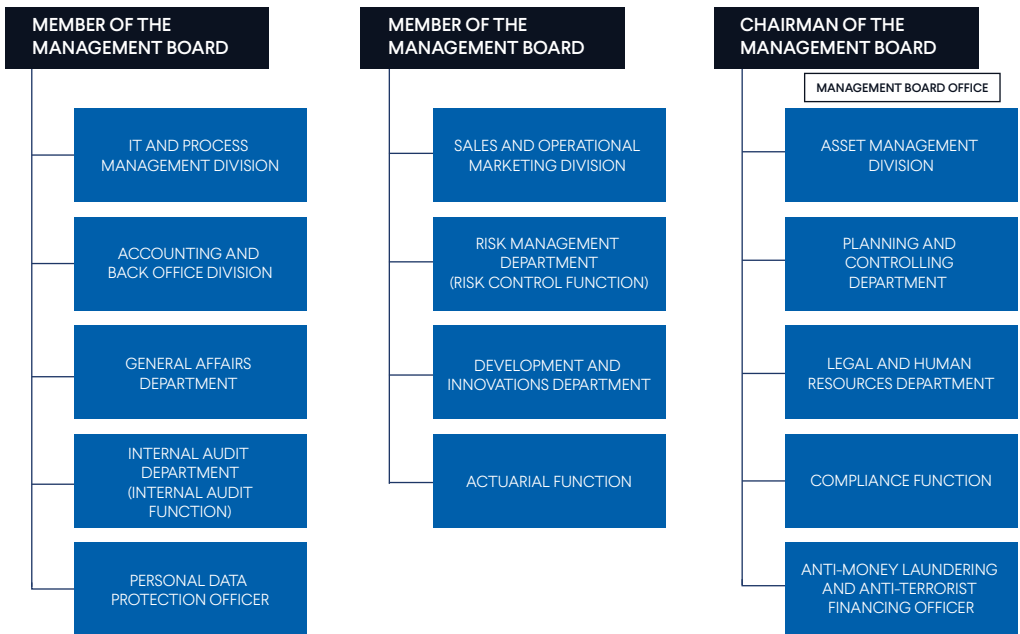 MEMBER OF THE
MANAGEMENT BOARD
IT AND PROCESS
MANAGEMENT DIVISION
ACCOUNTING AND
BACK OFFICE DIVISION
GENERAL AFFAIRS
DEPARTMENT
INTERNAL AUDIT
DEPARTMENT
(INTERNAL AUDIT
FUNCTION)
PERSONAL DATA
PROTECTION OFFICER
MEMBER OF THE
MANAGEMENT BOARD
SALES AND OPERATIONAL
MARKETING DIVISION
RISK MANAGEMENT
DEPARTMENT
(RISK CONTROL FUNCTION)
DEVELOPMENT AND
INNOVATIONS DEPARTMENT
ACTUARIAL FUNCTION
CHAIRMAN OF THE
MANAGEMENT BOARD
MANAGEMENT BOARD OFFICE
ASSET MANAGEMENT
DIVISION
PLANNING AND
CONTROLLING
DEPARTMENT
LEGAL AND HUMAN
RESOURCES DEPARTMENT
COMPLIANCE FUNCTION
ANTI-MONEY LAUNDERING
AND ANTI-TERRORIST
FINANCING OFFICER